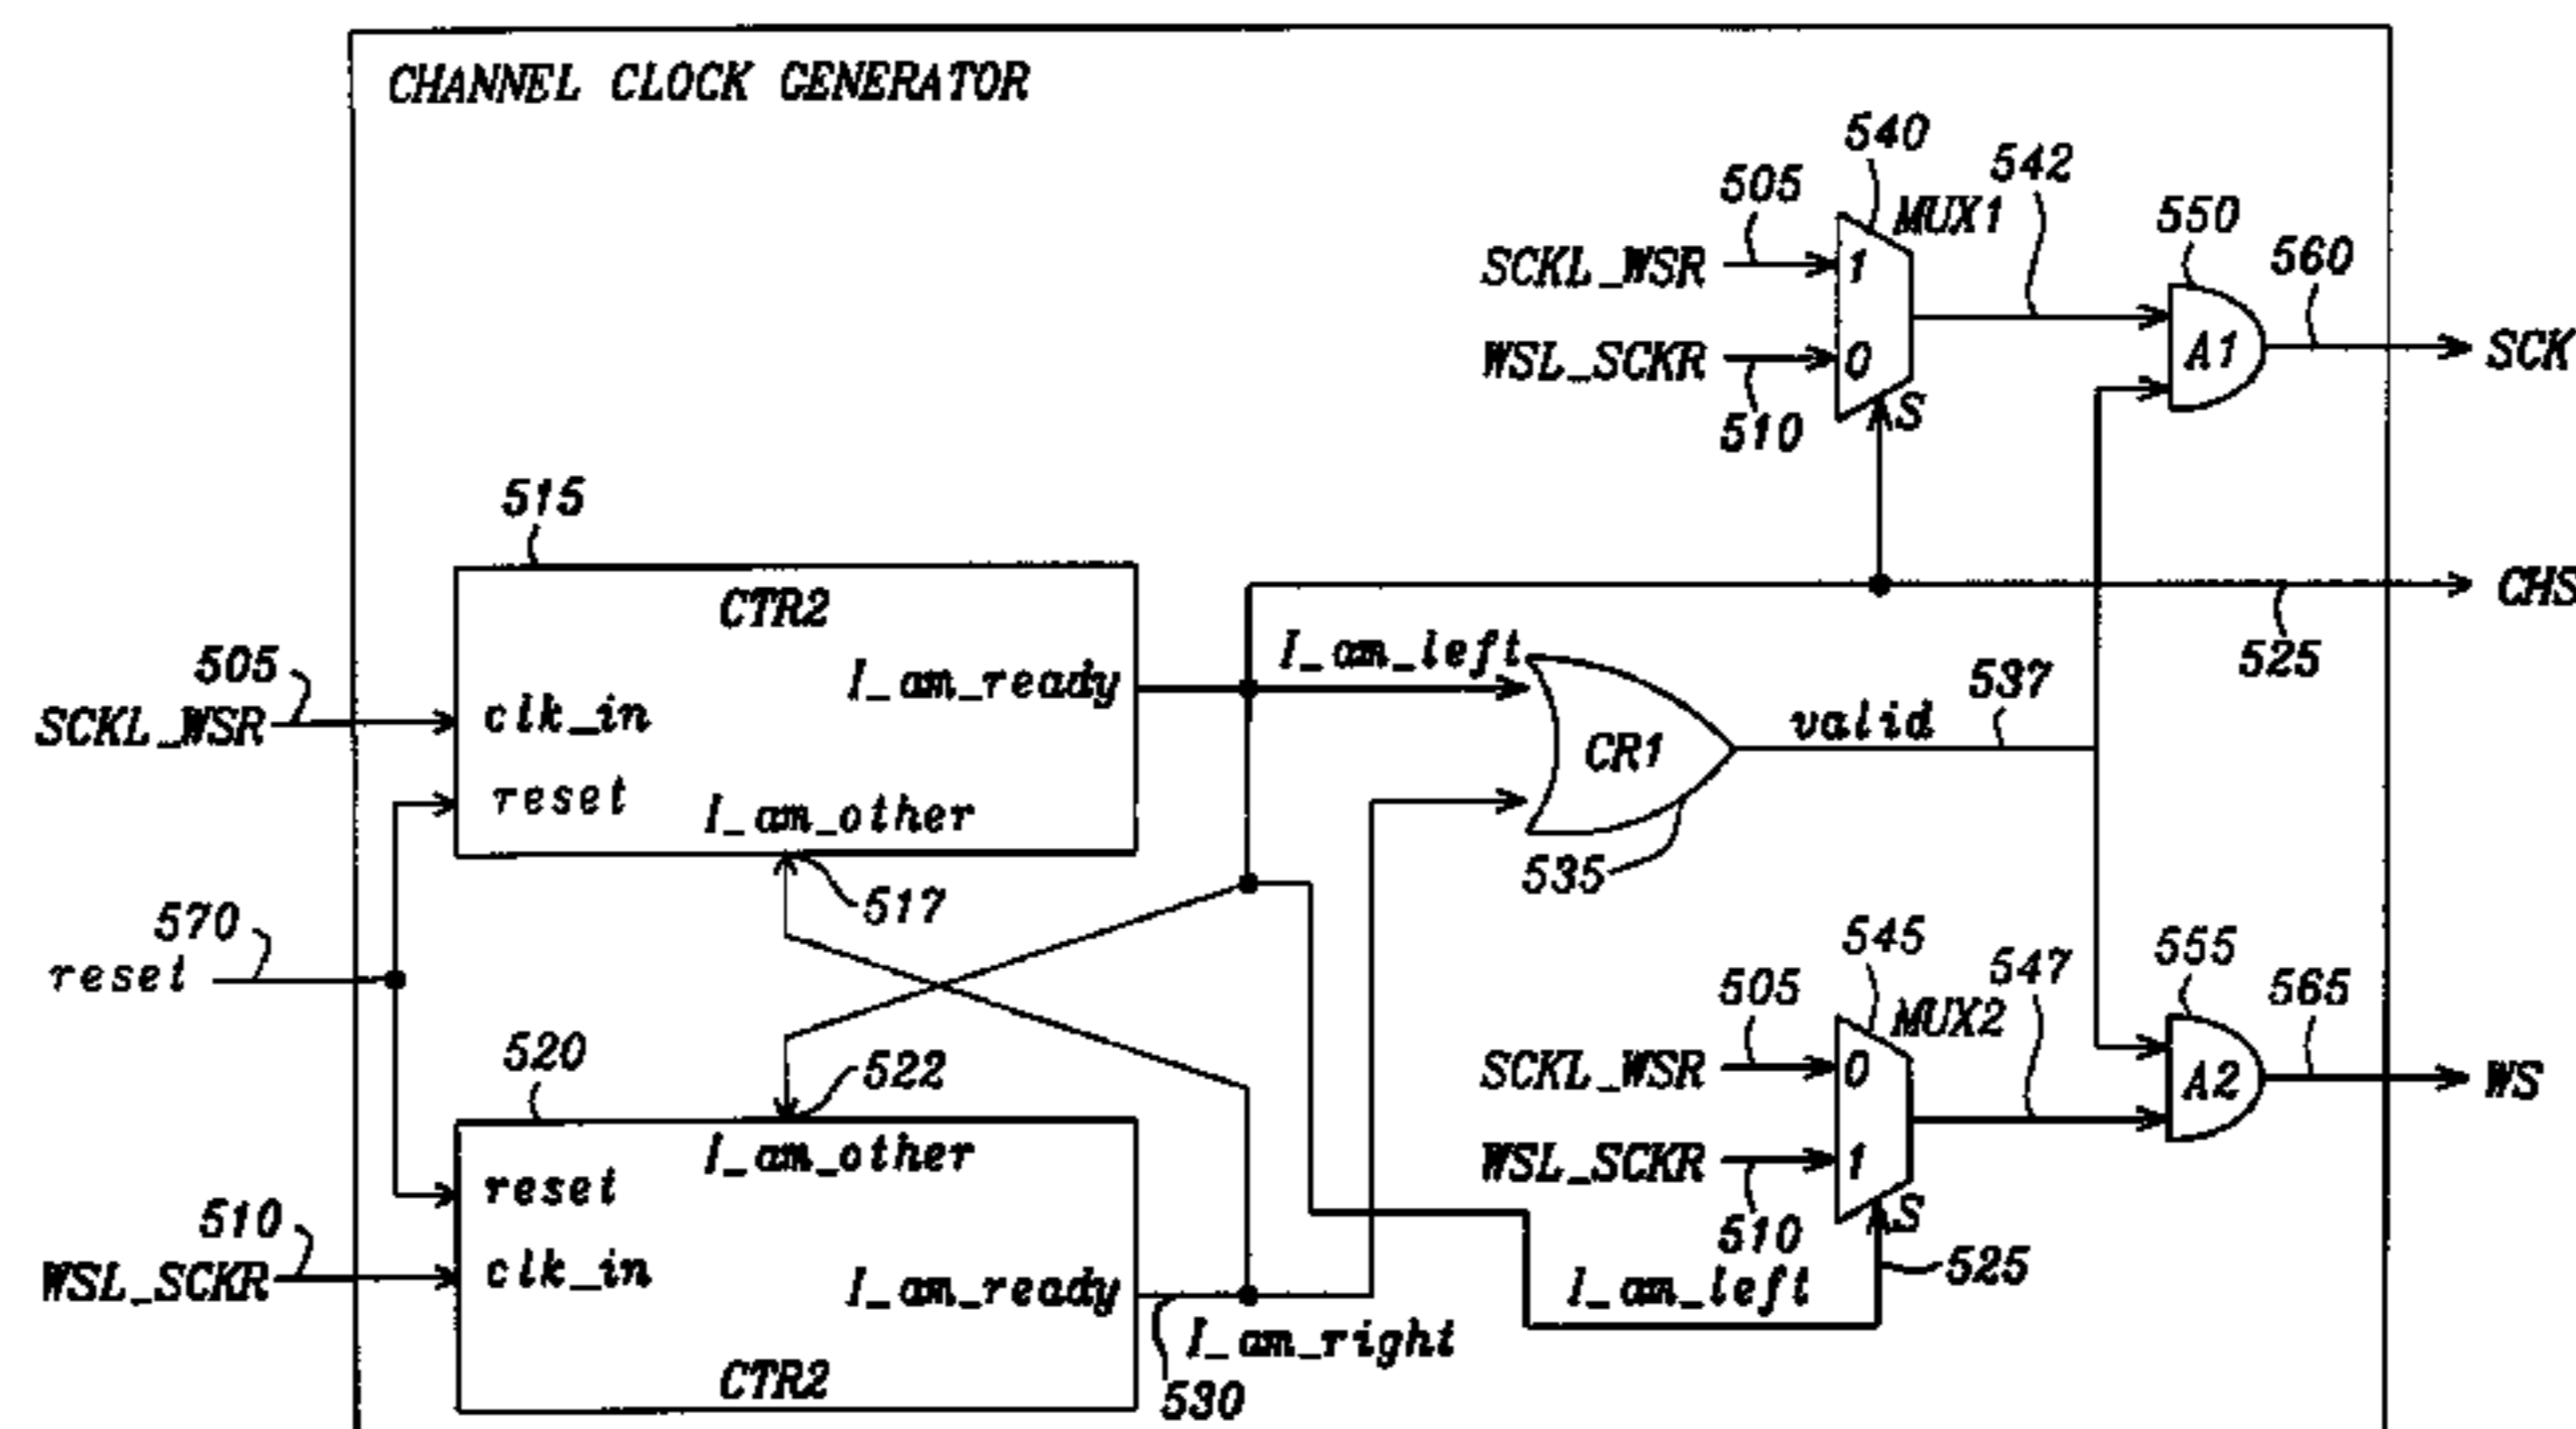 CHANNEL CLOCK GENERATOR
540
542
505
MUX1
550
560
SCKL_WSR
1
WSL_SCKR
0
A1
SCK
510
S
515
CTR2
CHS
505
I_am_ready
I_am_left
525
SCKL_WSR
clk_in
537
valid
CR1
reset
I_am_other
535
517
570
reset
545
547
555
565
505
MUX2
520
522
SCKL_WSR
0
I_am_other
A2
WS
reset
WSL_SCKR
1
510
S
WSL_SCKR
clk_in
510
525
I_am_ready
I_am_left
I_am_right
CTR2
530